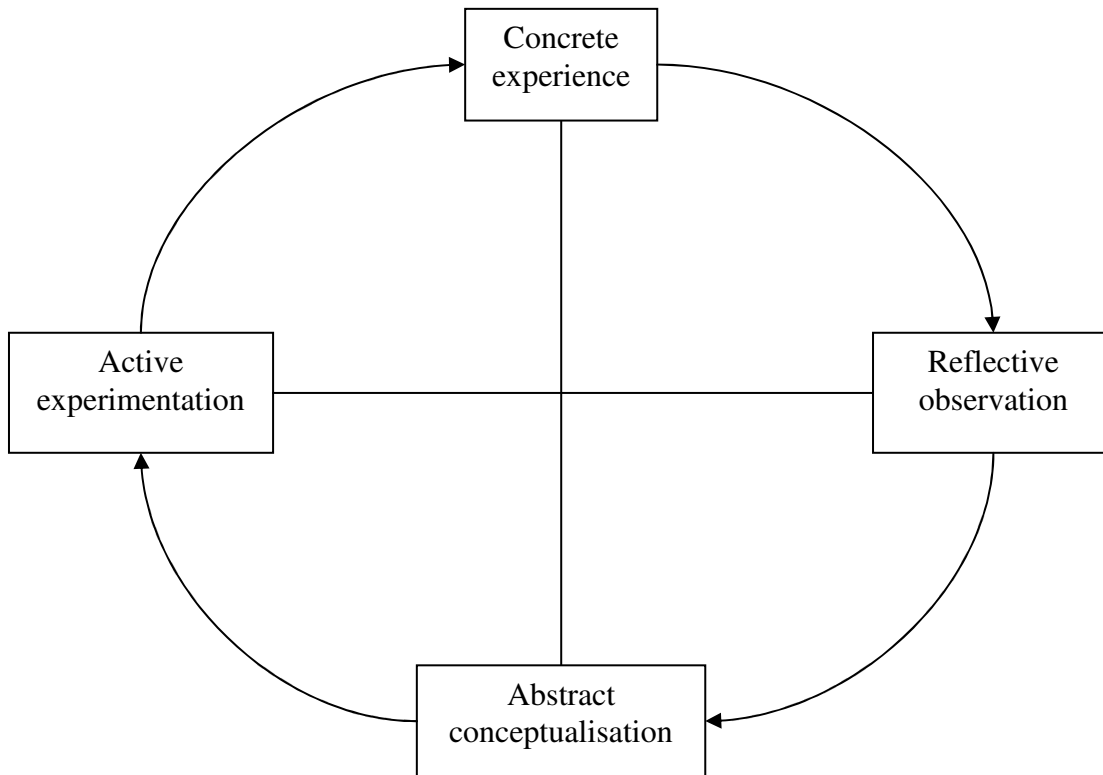 Concrete
experience
Active
experimentation
Reflective
observation
Abstract
conceptualisation